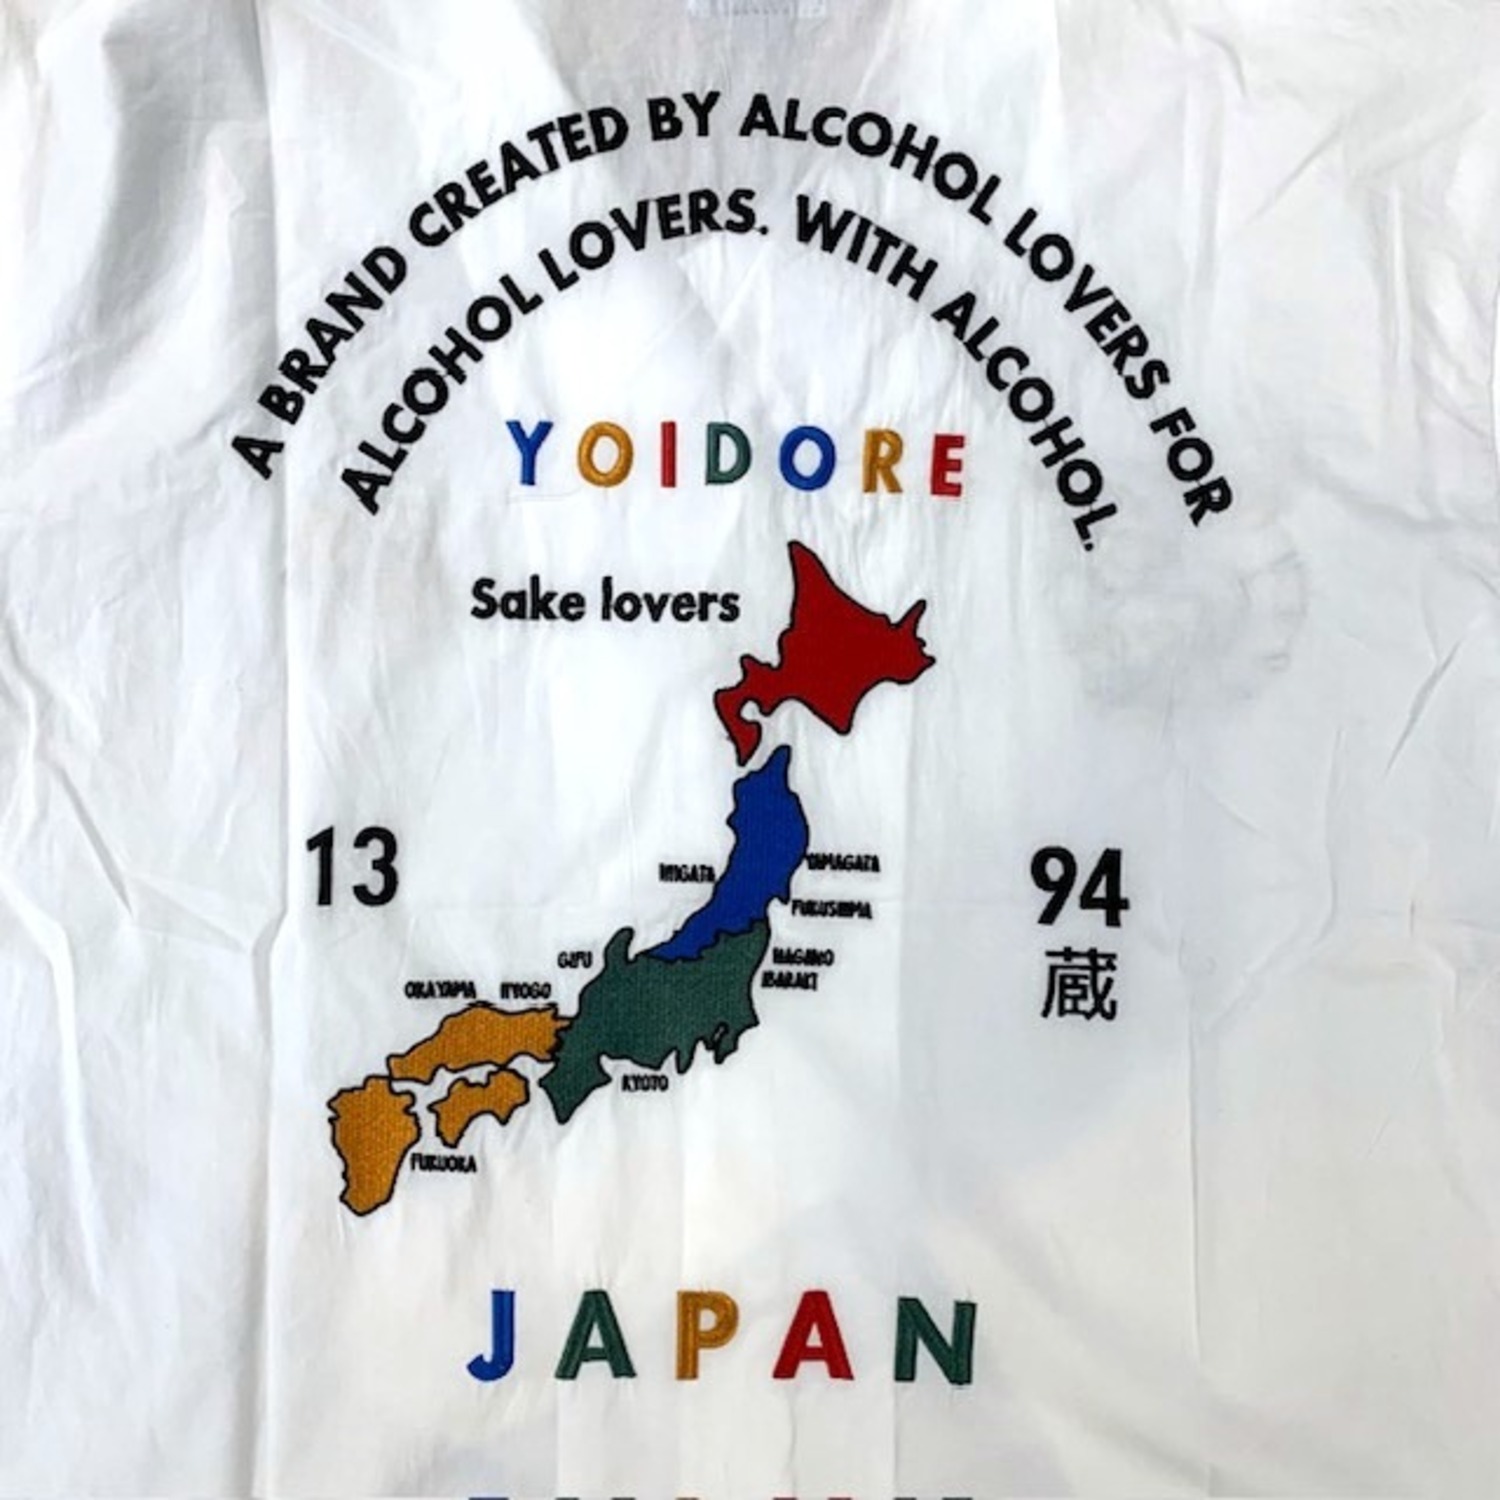 A BRAND CREATED BY ALCOHOL LOVERS FOR
ALCOHOL LOVERS. WITH ALCOHOL.
YOIDORE
Sake lovers
13
94
蔵
YAMAGATA
FUKUSHIMA
GIFU
NAGANO
IBARAKI
OKAYAMA HYOGO
KYOTO
FUKUOKA
JAPAN